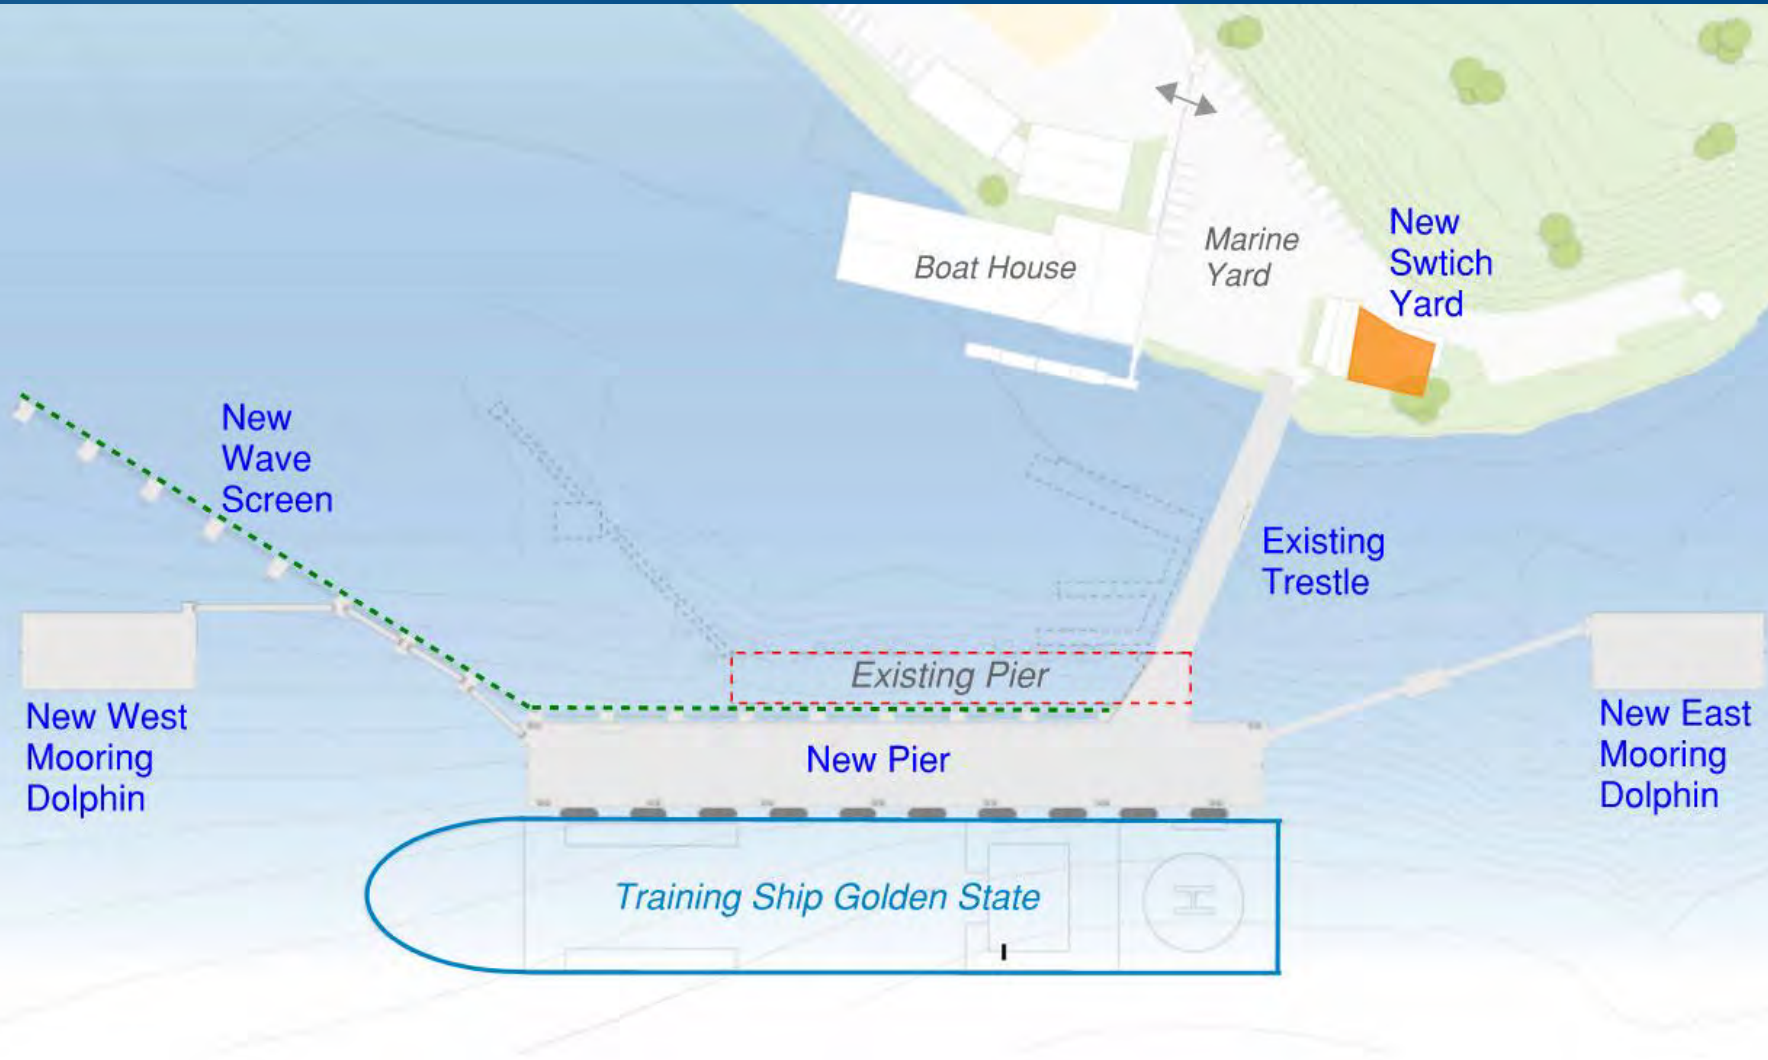 Marine
Yard
New
Swtich
Yard
Boat House
New
Wave
Screen
Existing
Trestle
Existing Pier
New West
Mooring
Dolphin
New Pier
New East
Mooring
Dolphin
Training Ship Golden State
H